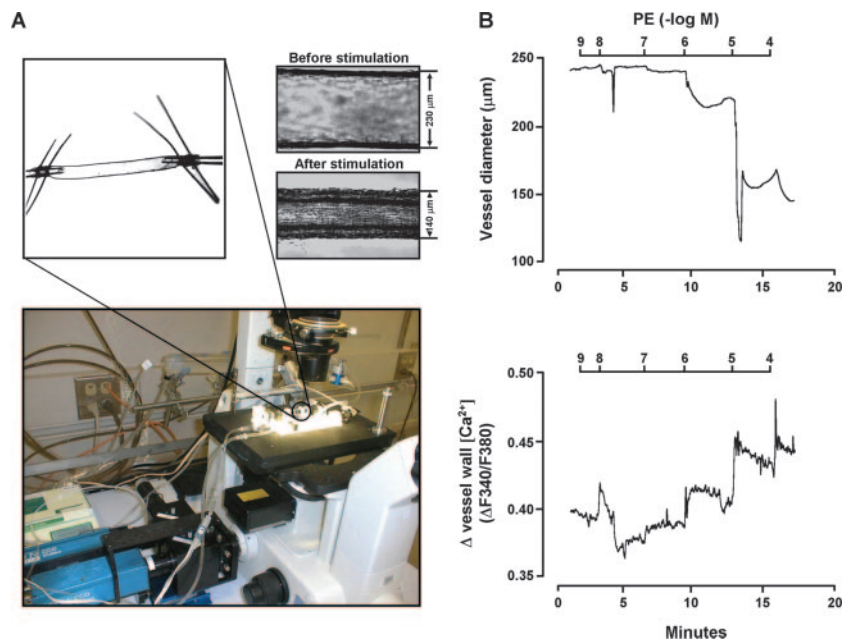 A
Before stimulation
230 µm
After stimulation
140 µm
B
PE (-log M)
9 8 7 6 5 4
250
200
150
100
Vessel diameter (µm)
0 5 10 15 20
9 8 7 6 5 4
0.50
0.45
0.40
0.35
Δ vessel wall [Ca²⁺]
(ΔF340/F380)
0 5 10 15 20
Minutes